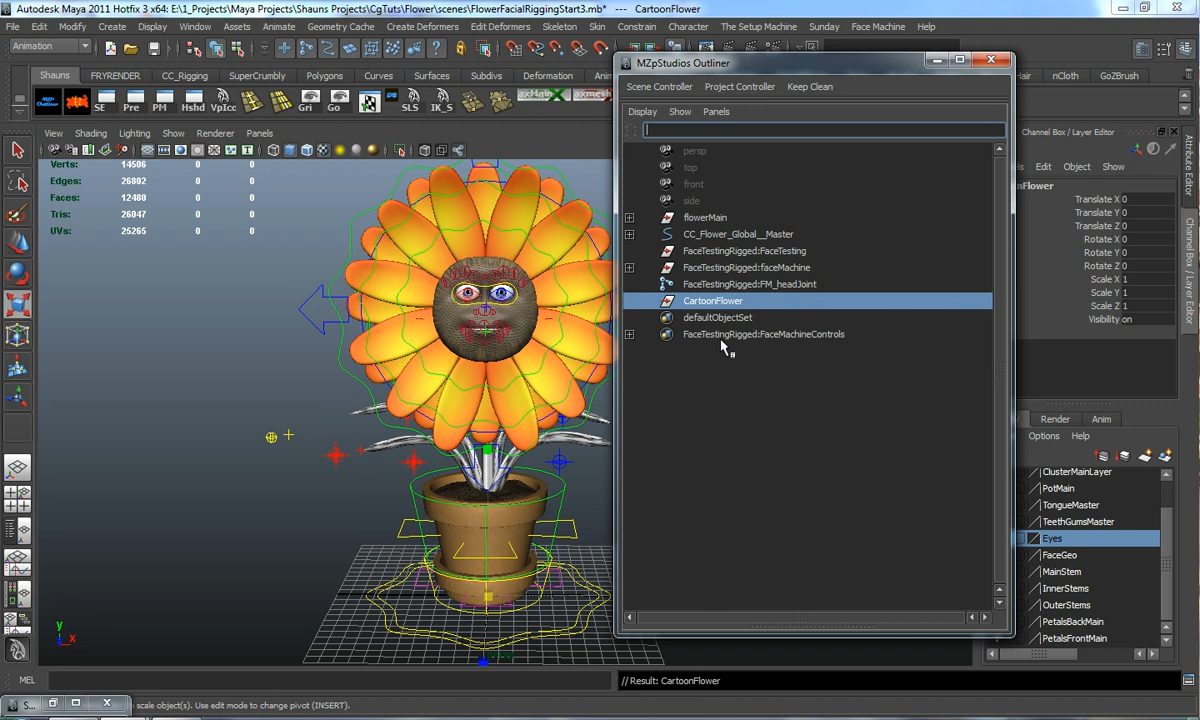 Autodesk Maya 2011 Hotfix 3 x64: E:\1_Projects\Maya Projects\Shauns Projects\CgTuts\Flower\scenes\FlowerFacialRiggingStart3.mb* --- CartoonFlower
File Edit Modify Create Display Window Assets Animate Geometry Cache Create Deformers Edit Deformers Skeleton Skin Constrain Character The Setup Machine Face Machine Help
Animation
Shauns FRYRENDER CC_Rigging SuperCrumbly Polygons Curves Surfaces Subdivs Deformation Hair nCloth GoZBrush
SE Pre PM Hshd VpIcc Gri Go SLS IK_S
View Shading Lighting Show Renderer Panels
Verts: 14506 0 0
Edges: 26802 0 0
Faces: 12480 0 0
Tris: 26047 0 0
UVs: 25265 0 0
y
x
MZpStudios Outliner
Scene Controller Project Controller Keep Clean
Display Show Panels
persp
top
front
side
flowerMain
CC_Flower_Global__Master
FaceTestingRigged:FaceTesting
FaceTestingRigged:faceMachine
FaceTestingRigged:FM_headJoint
CartoonFlower
defaultObjectSet
FaceTestingRigged:FaceMachineControls
Channel Box / Layer Editor
Edit Object Show
Translate X 0
Translate Y 0
Translate Z 0
Rotate X 0
Rotate Y 0
Rotate Z 0
Scale X 1
Scale Y 1
Scale Z 1
Visibility on
Attribute Editor
Channel Box / Layer Editor
Render Anim
Options Help
ClusterMainLayer
PotMain
TongueMaster
TeethGumsMaster
Eyes
FaceGeo
MainStem
InnerStems
OuterStems
PetalsBackMain
PetalsFrontMain
MEL
// Result: CartoonFlower
S...
scale object(s). Use edit mode to change pivot (INSERT).